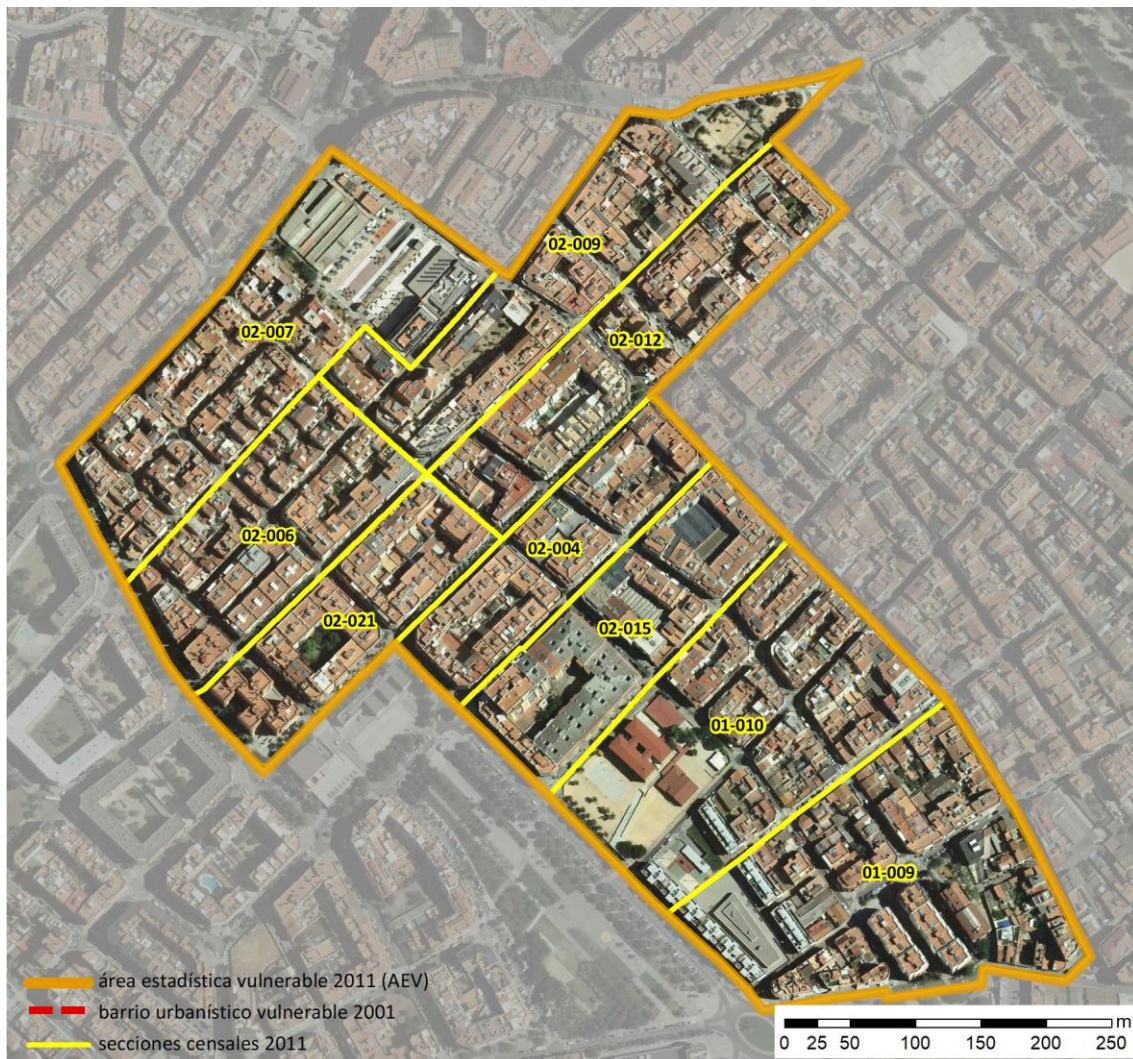 02-009
02-007
02-012
02-006
02-004
02-021
02-015
01-010
01-009
área estadística vulnerable 2011 (AEV)
barrio urbanístico vulnerable 2001
secciones censales 2011
m
0 25 50 100 150 200 250